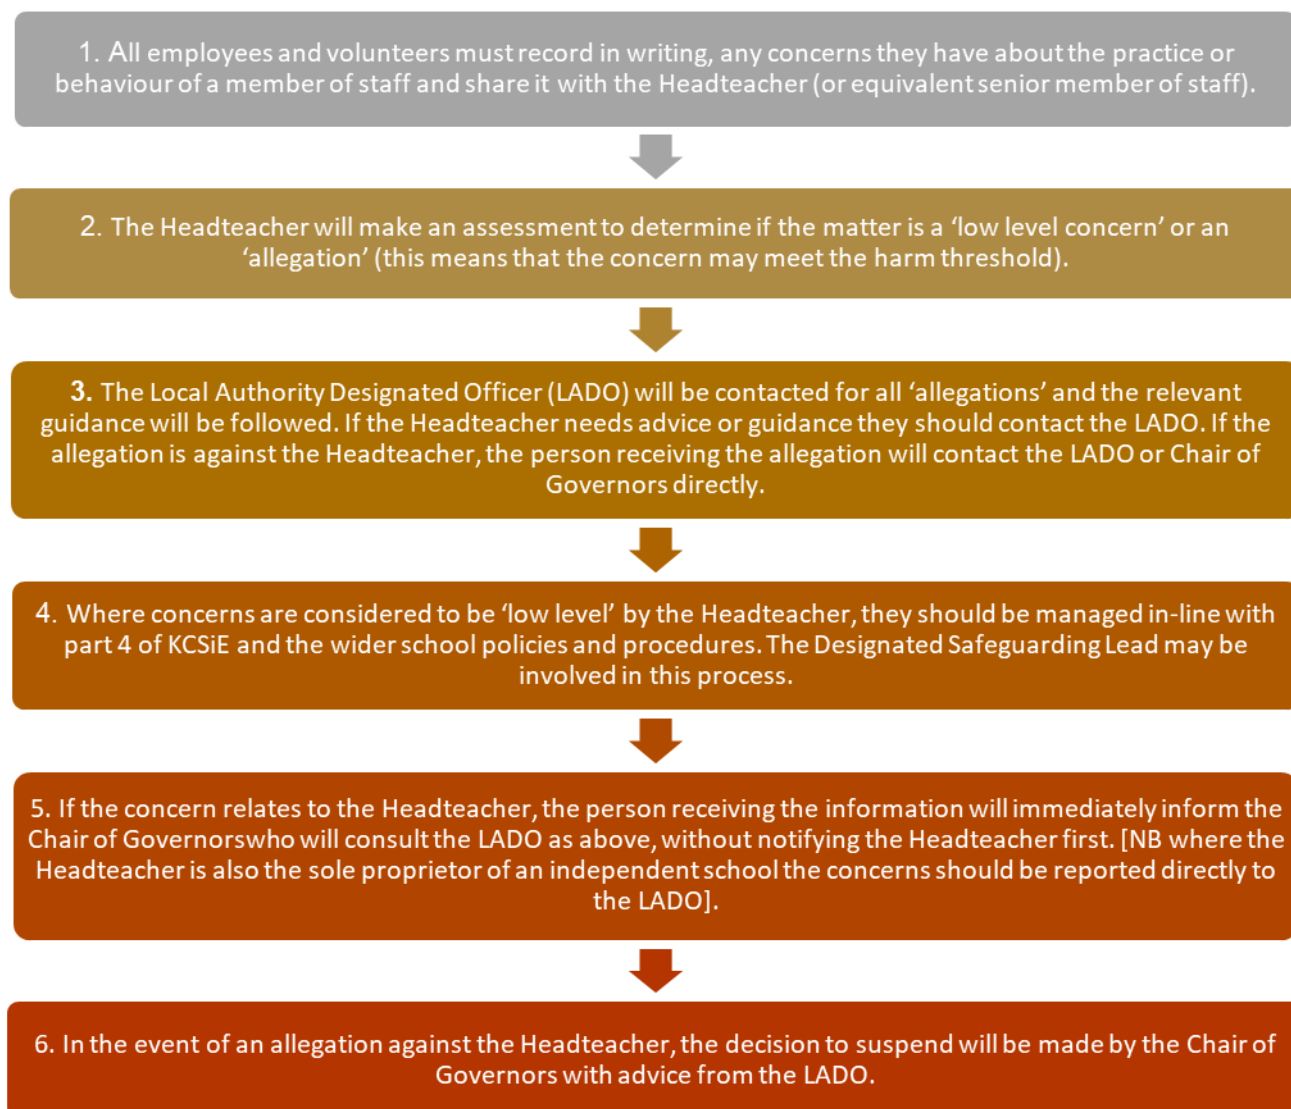 1. All employees and volunteers must record in writing, any concerns they have about the practice or
behaviour of a member of staff and share it with the Headteacher (or equivalent senior member of staff).
2. The Headteacher will make an assessment to determine if the matter is a ‘low level concern’ or an
‘allegation’ (this means that the concern may meet the harm threshold).
3. The Local Authority Designated Officer (LADO) will be contacted for all ‘allegations’ and the relevant
guidance will be followed. If the Headteacher needs advice or guidance they should contact the LADO. If the
allegation is against the Headteacher, the person receiving the allegation will contact the LADO or Chair of
Governors directly.
4. Where concerns are considered to be ‘low level’ by the Headteacher, they should be managed in-line with
part 4 of KCSiE and the wider school policies and procedures. The Designated Safeguarding Lead may be
involved in this process.
5. If the concern relates to the Headteacher, the person receiving the information will immediately inform the
Chair of Governorswho will consult the LADO as above, without notifying the Headteacher first. [NB where the
Headteacher is also the sole proprietor of an independent school the concerns should be reported directly to
the LADO].
6. In the event of an allegation against the Headteacher, the decision to suspend will be made by the Chair of
Governors with advice from the LADO.